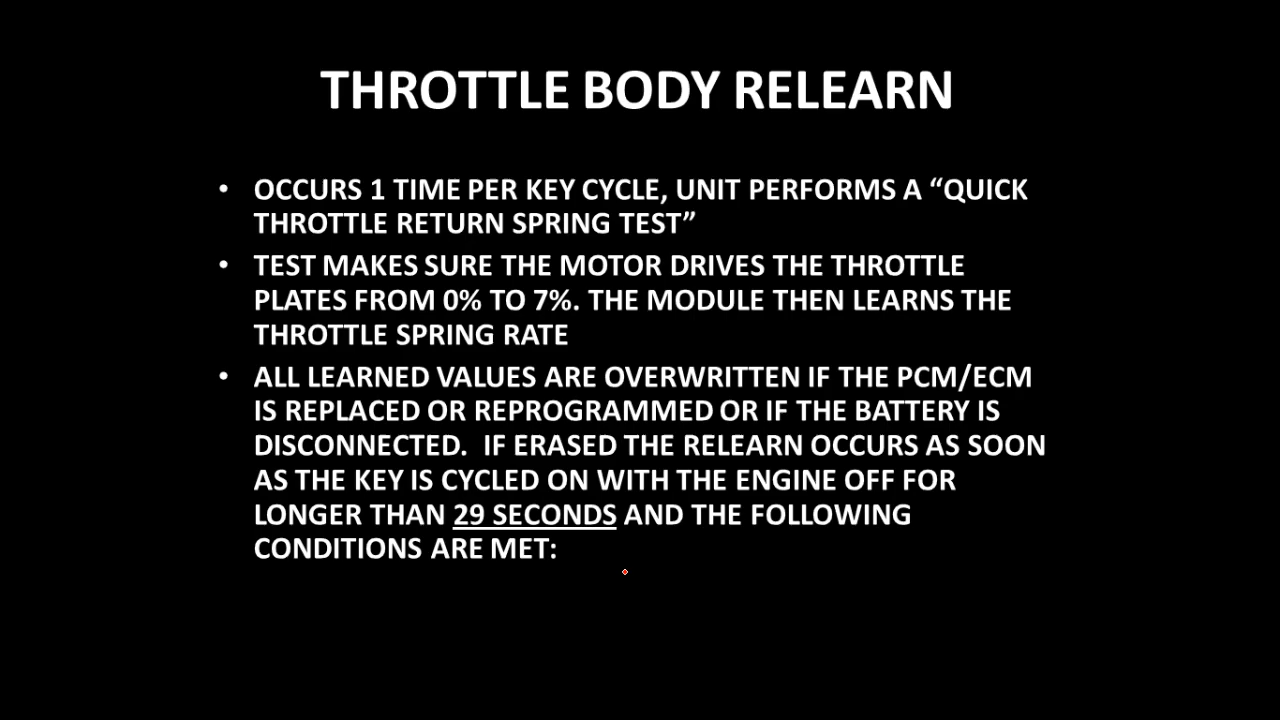 THROTTLE BODY RELEARN
• OCCURS 1 TIME PER KEY CYCLE, UNIT PERFORMS A “QUICK
THROTTLE RETURN SPRING TEST”
• TEST MAKES SURE THE MOTOR DRIVES THE THROTTLE
PLATES FROM 0% TO 7%. THE MODULE THEN LEARNS THE
THROTTLE SPRING RATE
• ALL LEARNED VALUES ARE OVERWRITTEN IF THE PCM/ECM
IS REPLACED OR REPROGRAMMED OR IF THE BATTERY IS
DISCONNECTED.  IF ERASED THE RELEARN OCCURS AS SOON
AS THE KEY IS CYCLED ON WITH THE ENGINE OFF FOR
LONGER THAN 29 SECONDS AND THE FOLLOWING
CONDITIONS ARE MET: